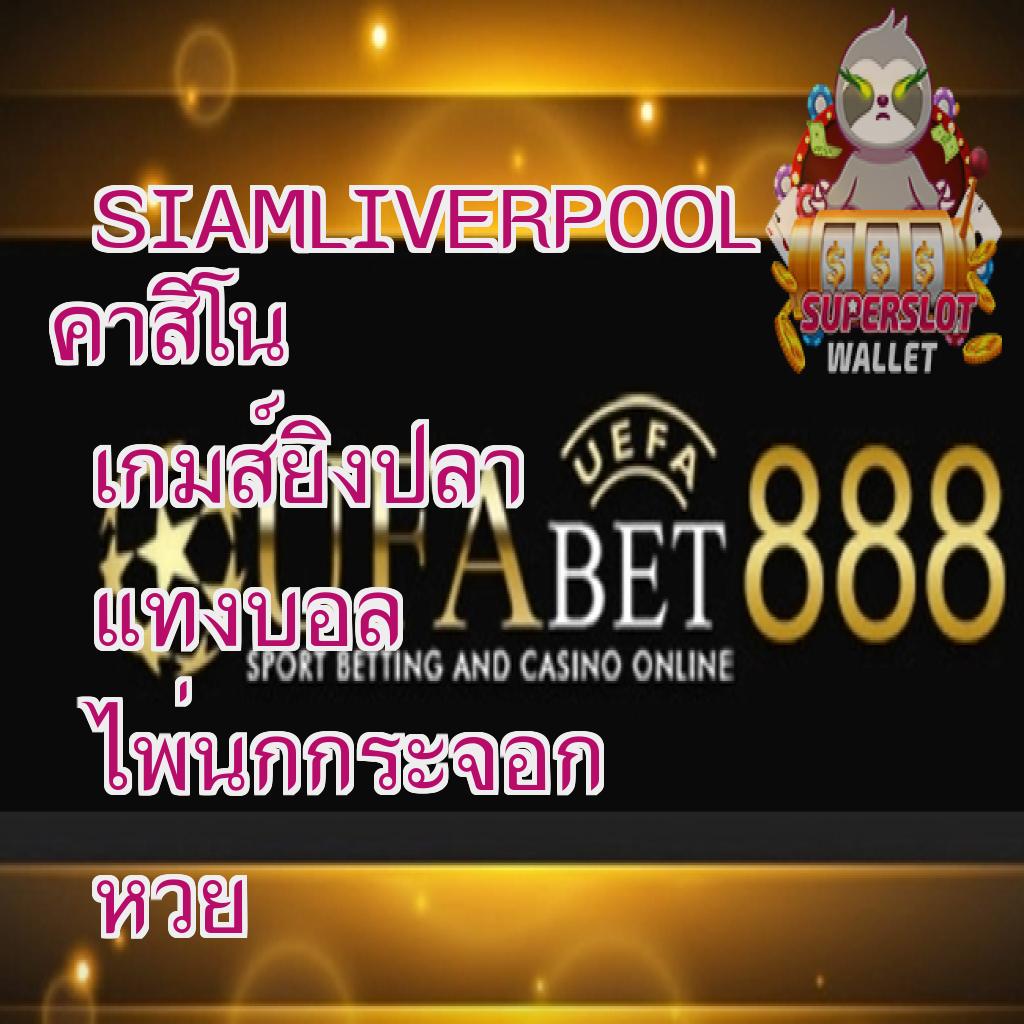 SIAMLIVERPOOL
คาสิโน
SUPERSLOT
WALLET
เกมส์ยิงปลา
UEFA
UFABET888
แทงบอล
SPORT BETTING AND CASINO ONLINE
ไพ่นกกระจอก
หวย